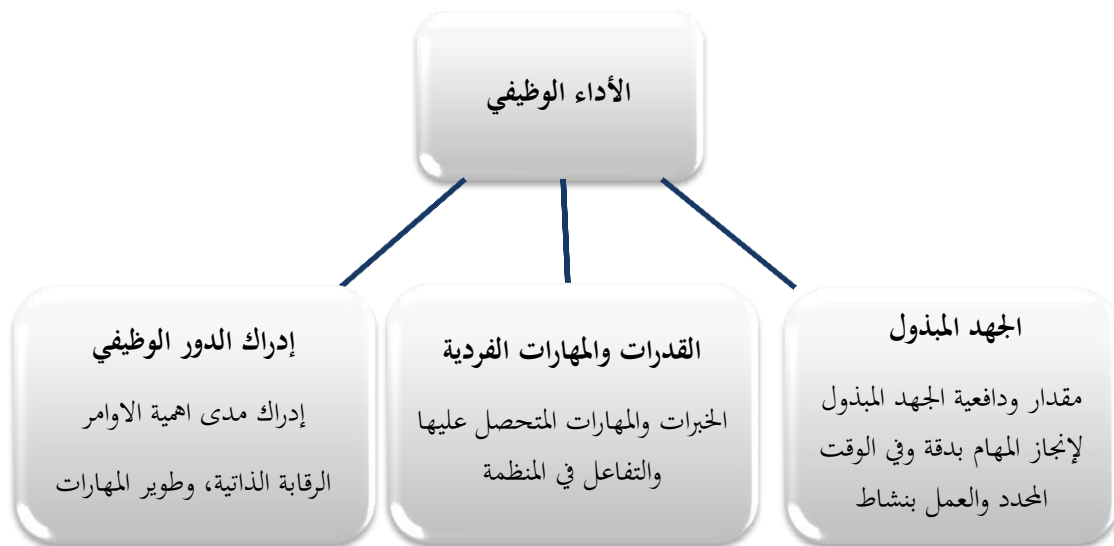 الأداء الوظيفي
الجهد المبذول
مقدار ودافعية الجهد المبذول
لإنجاز المهام بدقة وفي الوقت
المحدد والعمل بنشاط
القدرات والمهارات الفردية
الخبرات والمهارات المتحصل عليها
والتفاعل في المنظمة
إدراك الدور الوظيفي
إدراك مدى اهمية الاوامر
الرقابة الذاتية، وطوير المهارات